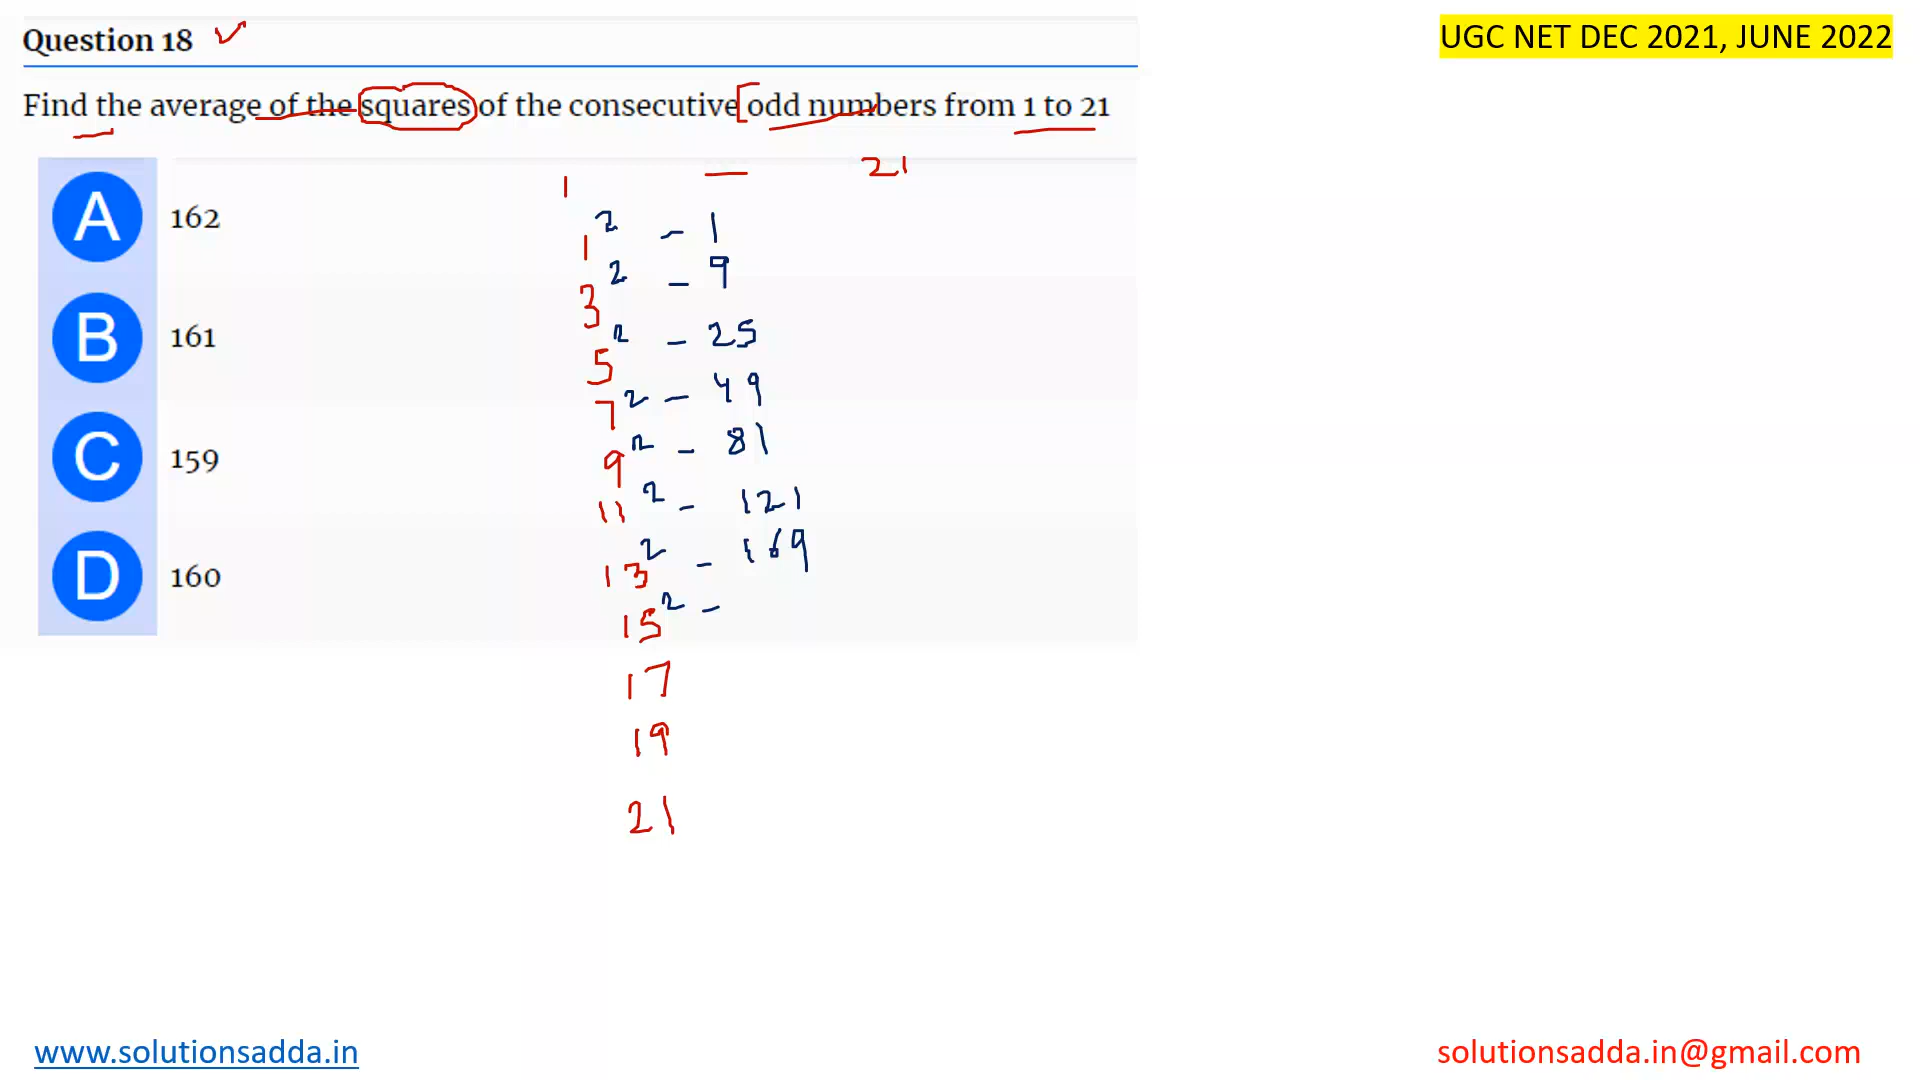 Question 18
UGC NET DEC 2021, JUNE 2022
Find the average of the squares of the consecutive odd numbers from 1 to 21
1 — 21
A 162
B 161
C 159
D 160
1² - 1
3² - 9
5² - 25
7² - 49
9² - 81
11² - 121
13² - 169
15² -
17
19
21
www.solutionsadda.in
solutionsadda.in@gmail.com